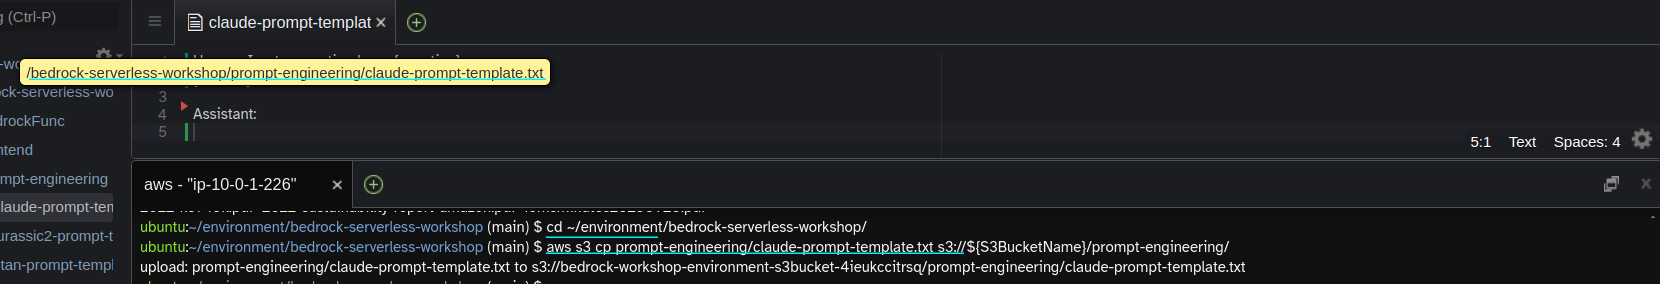 g (Ctrl-P)
claude-prompt-templat
/bedrock-serverless-workshop/prompt-engineering/claude-prompt-template.txt
ck-serverless-wo
drockFunc
ntend
mpt-engineering
laude-prompt-ten
urassic2-prompt-t
tan-prompt-templ
3
4 Assistant:
5
5:1 Text Spaces: 4
aws - "ip-10-0-1-226"
ubuntu:~/environment/bedrock-serverless-workshop (main) $ cd ~/environment/bedrock-serverless-workshop/
ubuntu:~/environment/bedrock-serverless-workshop (main) $ aws s3 cp prompt-engineering/claude-prompt-template.txt s3://${S3BucketName}/prompt-engineering/
upload: prompt-engineering/claude-prompt-template.txt to s3://bedrock-workshop-environment-s3bucket-4ieukccitrsq/prompt-engineering/claude-prompt-template.txt